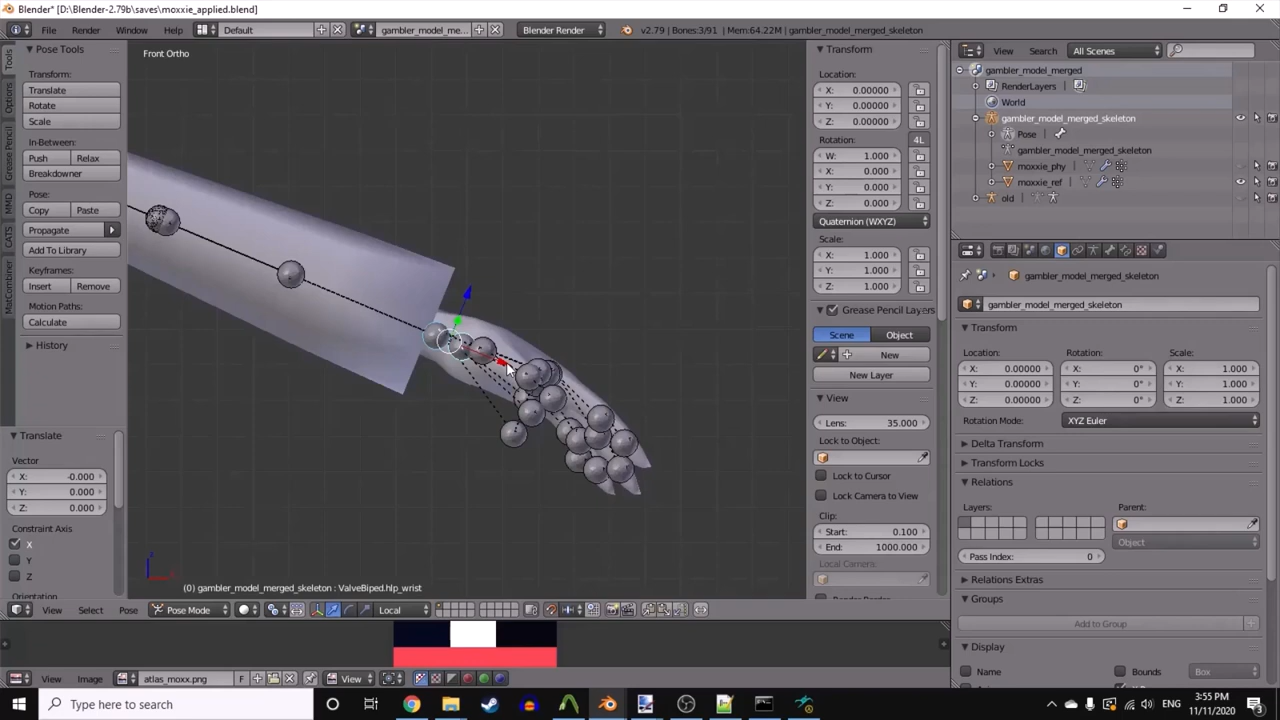 Blender* [D:\Blender-2.79b\saves\moxxie_applied.blend]
File Render Window Help Default gambler_model_me... Blender Render v2.79 | Bones:3/91 | Mem:64.22M | gambler_model_merged_skeleton
Tools
Options
Grease Pencil
MMD
CATS
MatCombiner
Pose Tools
Transform:
Translate
Rotate
Scale
In-Between:
Push Relax
Breakdowner
Pose:
Copy Paste
Propagate
Add To Library
Keyframes:
Insert Remove
Motion Paths:
Calculate
History
Translate
Vector
X: -0.000
Y: 0.000
Z: 0.000
Constraint Axis
X
Y
Z
Orientation
Front Ortho
(0) gambler_model_merged_skeleton : ValveBiped.hlp_wrist
View Select Pose Pose Mode Local
View Image atlas_moxx.png F View
Transform
Location:
X: 0.00000
Y: 0.00000
Z: 0.00000
Rotation: 4L
W: 1.000
X: 0.000
Y: 0.000
Z: 0.000
Quaternion (WXYZ)
Scale:
X: 1.000
Y: 1.000
Z: 1.000
Grease Pencil Layers
Scene Object
New
New Layer
View
Lens: 35.000
Lock to Object:
Lock to Cursor
Lock Camera to View
Clip:
Start: 0.100
End: 1000.000
Local Camera:
View Search All Scenes
gambler_model_merged
RenderLayers
World
gambler_model_merged_skeleton
Pose
gambler_model_merged_skeleton
moxxie_phy
moxxie_ref
old
gambler_model_merged_skeleton
gambler_model_merged_skeleton
Transform
Location: Rotation: Scale:
X: 0.00000 X: 0° X: 1.000
Y: 0.00000 Y: 0° Y: 1.000
Z: 0.00000 Z: 0° Z: 1.000
Rotation Mode: XYZ Euler
Delta Transform
Transform Locks
Relations
Layers: Parent:
Object
Pass Index: 0
Relations Extras
Groups
Add to Group
Display
Name Bounds Box
Type here to search
ENG
3:55 PM
11/11/2020
3